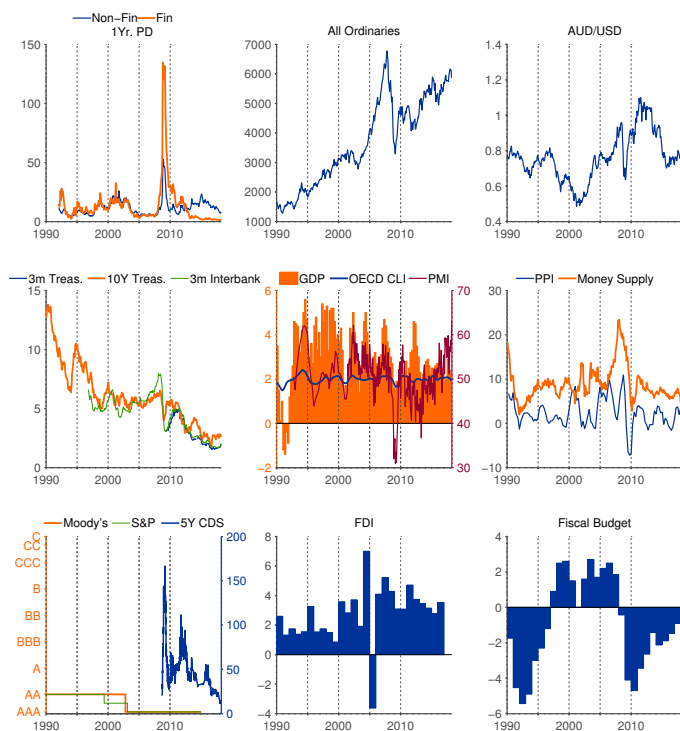 Non−Fin Fin
1Yr. PD
150
100
50
0
1990 2000 2010
All Ordinaries
7000
6000
5000
4000
3000
2000
1000
1990 2000 2010
AUD/USD
1.4
1.2
1
0.8
0.6
0.4
1990 2000 2010
3m Treas. 10Y Treas. 3m Interbank
15
10
5
0
1990 2000 2010
GDP OECD CLI PMI
6 70
4 60
2 50
0 40
−2 30
1990 2000 2010
PPI Money Supply
30
20
10
0
−10
1990 2000 2010
Moody's S&P 5Y CDS
C 200
CC
CCC
150
B
BB 100
BBB
A 50
AA
AAA 0
1990 2000 2010
FDI
8
6
4
2
0
−2
−4
1990 2000 2010
Fiscal Budget
4
2
0
−2
−4
−6
1990 2000 2010